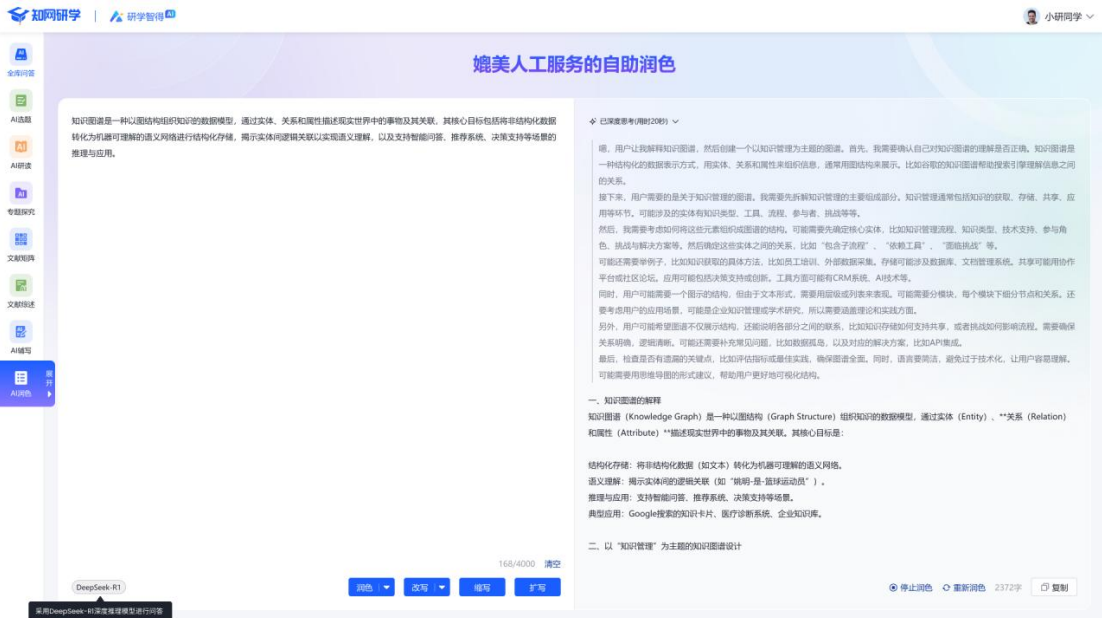 知网研学 研学智得AI
小研同学
全库问答
AI选题
AI研读
专题探究
文献矩阵
文献综述
AI辅写
AI润色
展开
媲美人工服务的自助润色
知识图谱是一种以图结构组织知识的数据模型，通过实体、关系和属性描述现实世界中的事物及其关联，其核心目标包括将非结构化数据
转化为机器可理解的语义网络进行结构化存储，揭示实体间逻辑关联以实现语义理解，以及支持智能问答、推荐系统、决策支持等场景的
推理与应用。
168/4000 清空
DeepSeek-R1
润色 改写 缩写 扩写
采用DeepSeek-R1深度推理模型进行问答
已深度思考(用时20秒)
嗯，用户让我解释知识图谱，然后创建一个以知识管理为主题的图谱。首先，我需要确认自己对知识图谱的理解是否正确。知识图谱是
一种结构化的数据表示方式，用实体、关系和属性来组织信息，通常用图结构来展示。比如谷歌的知识图谱帮助搜索引擎理解信息之间
的关系。
接下来，用户需要的是关于知识管理的图谱。我需要先拆解知识管理的主要组成部分。知识管理通常包括知识的获取、存储、共享、应
用等环节。可能涉及的实体有知识类型、工具、流程、参与者、挑战等等。
然后，我需要考虑如何将这些元素组织成图谱的结构。可能需要先确定核心实体，比如知识管理流程、知识类型、技术支持、参与角
色、挑战与解决方案等。然后确定这些实体之间的关系，比如“包含子流程”、“依赖工具”、“面临挑战”等。
可能还需要举例子，比如知识获取的具体方法，比如员工培训、外部数据采集。存储可能涉及数据库、文档管理系统。共享可能用协作
平台或社区论坛。应用可能包括决策支持或创新。工具方面可能有CRM系统、AI技术等。
同时，用户可能需要一个图示的结构，但由于文本形式，需要用层级或列表来表现。可能需要分模块，每个模块下细分节点和关系。还
要考虑用户的应用场景，可能是企业知识管理或学术研究，所以需要涵盖理论和实践方面。
另外，用户可能希望图谱不仅展示结构，还能说明各部分之间的联系，比如知识存储如何支持共享，或者挑战如何影响流程。需要确保
关系明确，逻辑清晰。可能还需要补充常见问题，比如数据孤岛，以及对应的解决方案，比如API集成。
最后，检查是否有遗漏的关键点，比如评估指标或最佳实践，确保图谱全面。同时，语言要简洁，避免过于技术化，让用户容易理解。
可能需要用思维导图的形式建议，帮助用户更好地可视化结构。
一、知识图谱的解释
知识图谱（Knowledge Graph）是一种以图结构（Graph Structure）组织知识的数据模型，通过实体（Entity）、**关系（Relation）
和属性（Attribute）**描述现实世界中的事物及其关联。其核心目标是：
结构化存储：将非结构化数据（如文本）转化为机器可理解的语义网络。
语义理解：揭示实体间的逻辑关联（如“姚明-是-篮球运动员”）。
推理与应用：支持智能问答、推荐系统、决策支持等场景。
典型应用：Google搜索的知识卡片、医疗诊断系统、企业知识库。
二、以“知识管理”为主题的知识图谱设计
停止润色 重新润色 2372字 复制